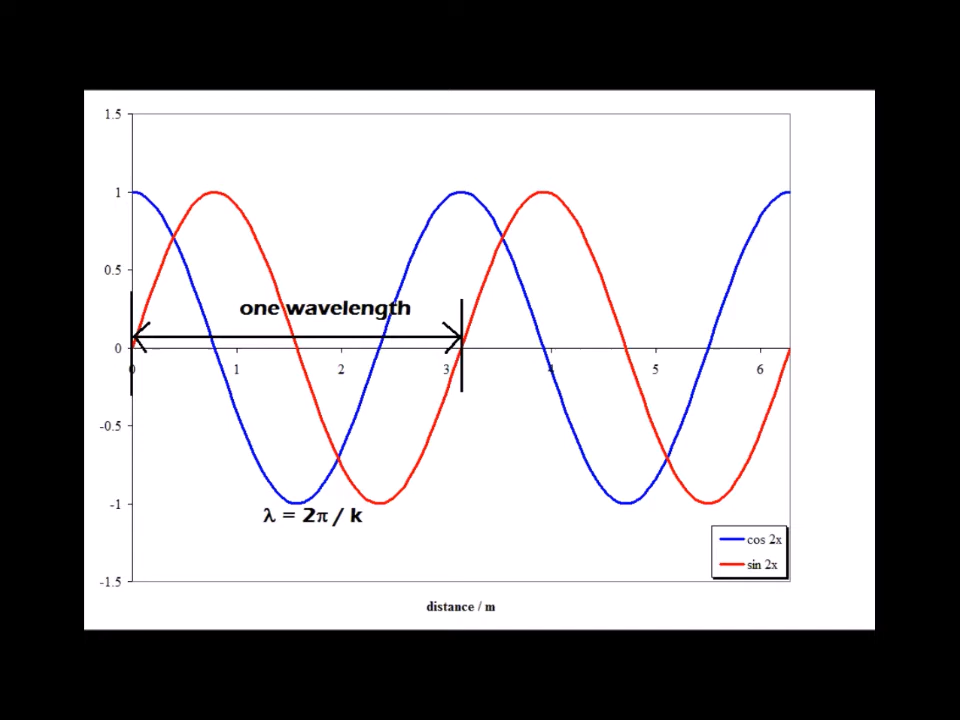 1.5
1
0.5
one wavelength
0
0
1
2
3
4
5
6
-0.5
-1
λ = 2π / k
cos 2x
sin 2x
-1.5
distance / m